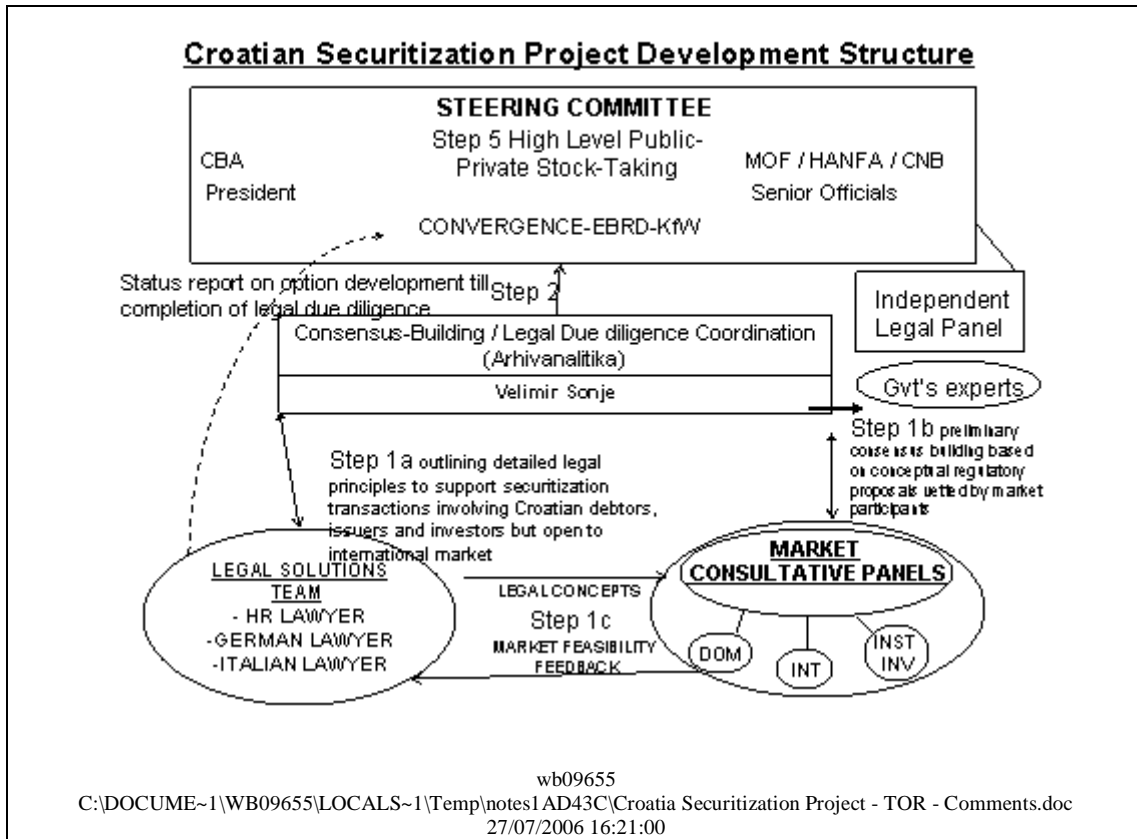 Croatian Securitization Project Development Structure
STEERING COMMITTEE
Step 5 High Level Public-
Private Stock-Taking
CBA
President
MOF / HANFA / CNB
Senior Officials
CONVERGENCE-EBRD-KfW
Status report on option development till
completion of legal due diligence
Step 2
Independent
Legal Panel
Consensus-Building / Legal Due diligence Coordination
(Arhivanalitika)
Velimir Sonje
Gvt's experts
Step 1a outlining detailed legal
principles to support securitization
transactions involving Croatian debtors,
issuers and investors but open to
international market
Step 1b preliminary
consensus building based
on conceptual regulatory
proposals vetted by market
participants
LEGAL SOLUTIONS
TEAM
- HR LAWYER
-GERMAN LAWYER
-ITALIAN LAWYER
LEGAL CONCEPTS
Step 1c
MARKET FEASIBILITY
FEEDBACK
MARKET
CONSULTATIVE PANELS
DOM
INT
INST
INV
wb09655
C:\DOCUME~1\WB09655\LOCALS~1\Temp\notes1AD43C\Croatia Securitization Project - TOR - Comments.doc
27/07/2006 16:21:00